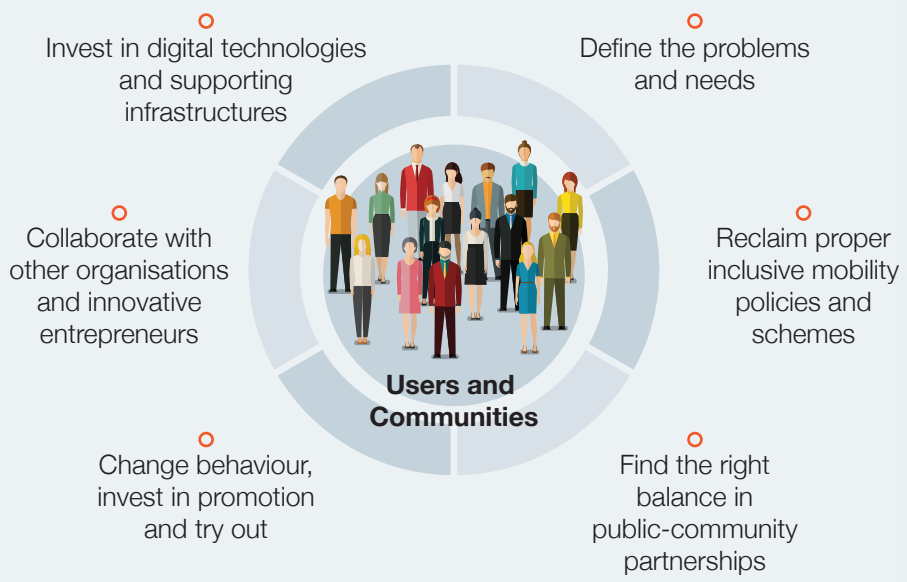 Invest in digital technologies
and supporting
infrastructures
Define the problems
and needs
Collaborate with
other organisations
and innovative
entrepreneurs
Reclaim proper
inclusive mobility
policies and
schemes
Users and
Communities
Change behaviour,
invest in promotion
and try out
Find the right
balance in
public-community
partnerships